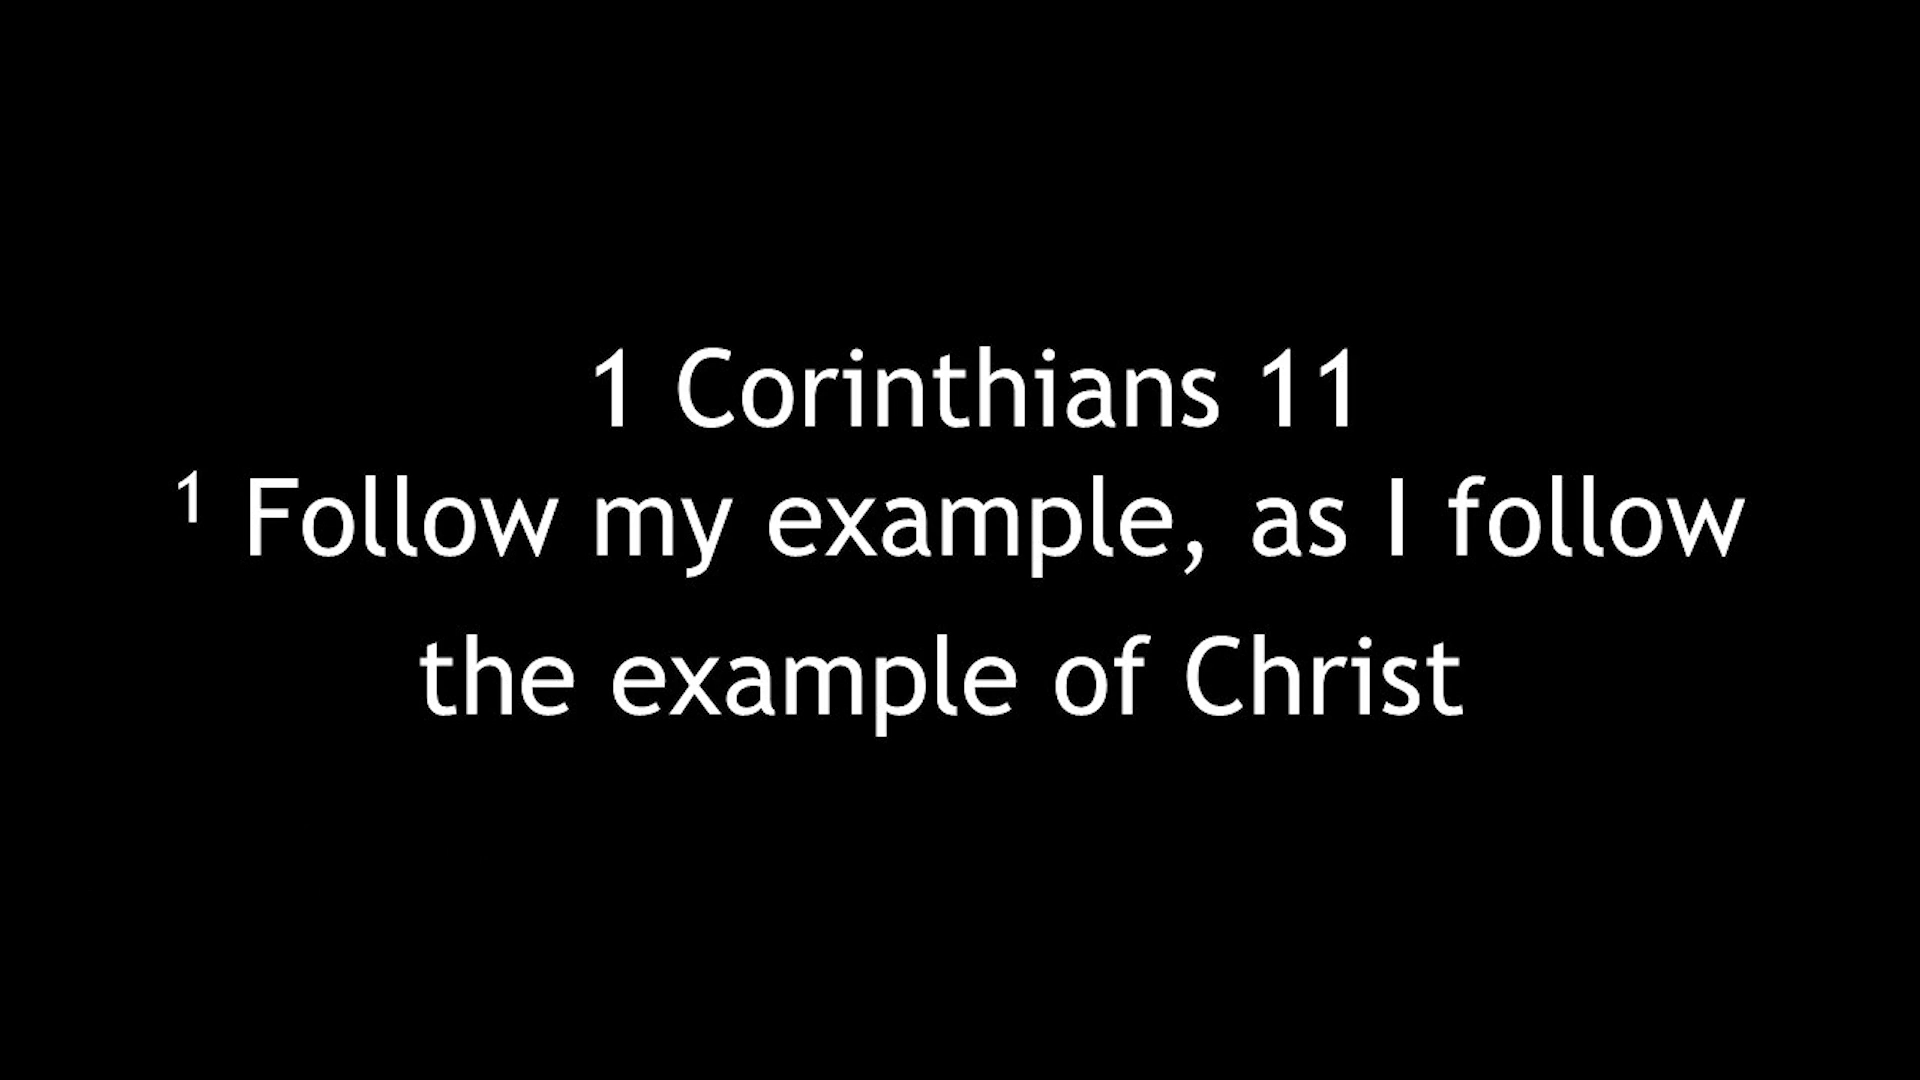 1 Corinthians 11
1 Follow my example, as I follow
the example of Christ